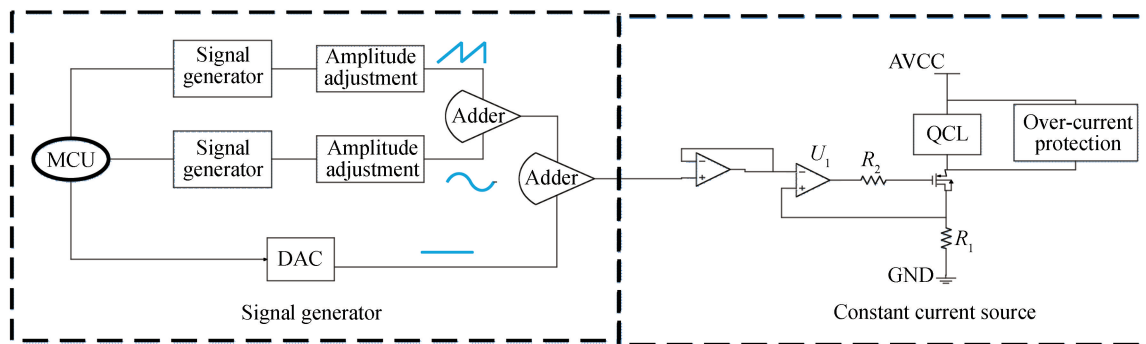 Signal
generator
Amplitude
adjustment
Adder
MCU
Signal
generator
Amplitude
adjustment
Adder
DAC
Signal generator
AVCC
QCL
Over-current
protection
U1
R2
−
+
−
+
R1
GND
Constant current source